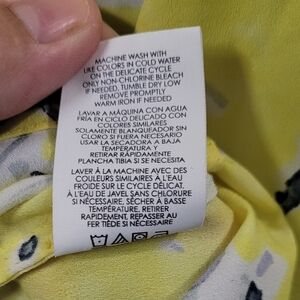 MACHINE WASH WITH
LIKE COLORS IN COLD WATER
ON THE DELICATE CYCLE
ONLY NON-CHLORINE BLEACH
IF NEEDED, TUMBLE DRY LOW
REMOVE PROMPTLY
WARM IRON IF NEEDED
LAVAR A MÁQUINA CON AGUA
FRÍA EN CICLO DELICADO CON
COLORES SIMILARES
SOLAMENTE BLANQUEADOR SIN
CLORO SI FUERA NECESARIO
USAR LA SECADORA A BAJA
TEMPERATURA Y
RETIRAR RÁPIDAMENTE
PLANCHA TIBIA SI SE NECESITA
LAVER À LA MACHINE AVEC DES
COULEURS SIMILAIRES À L'EAU
FROIDE SUR LE CYCLE DÉLICAT.
À L'EAU DE JAVEL SANS CHLORURE
SI NÉCESSAIRE, SÉCHER À BASSE
TEMPÉRATURE, RETIRER
RAPIDEMENT, REPASSER AU
FER TIÈDE SI NÉCESSAIRE